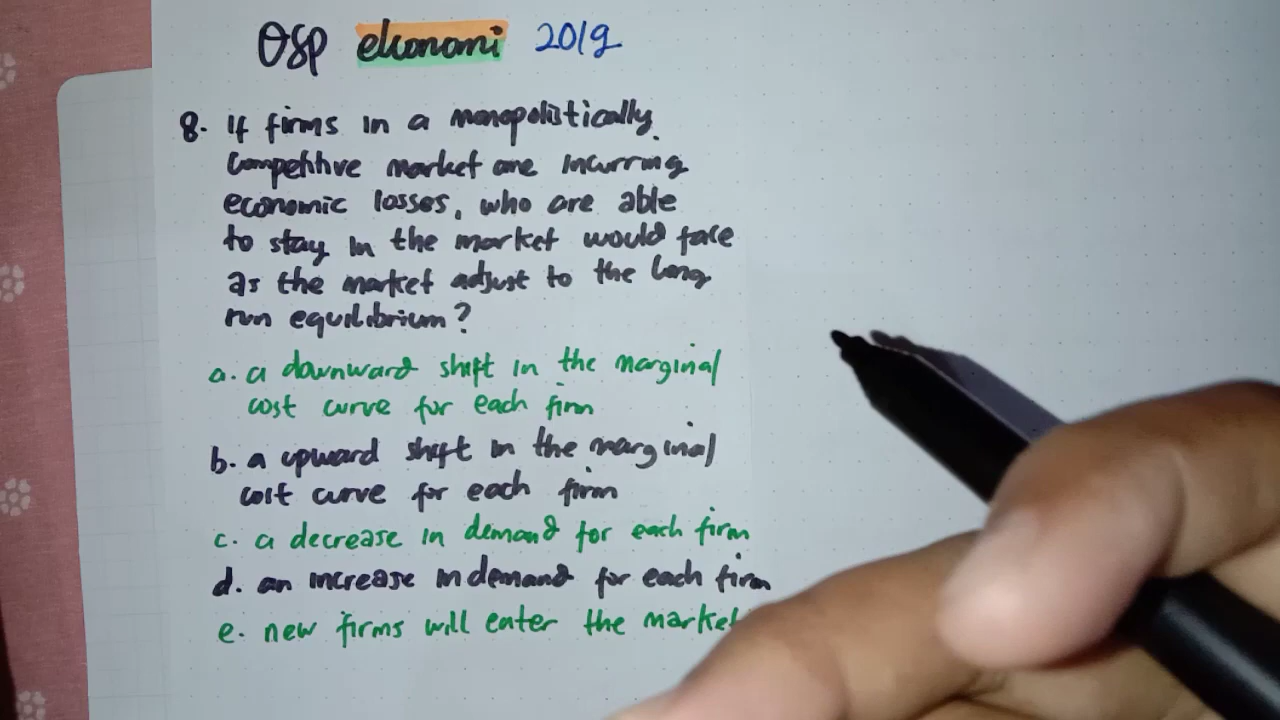 OSP ekonomi 2019
8. If firms in a monopolistically
competitive market are incurring
economic losses, who are able
to stay in the market would face
as the market adjust to the long
run equilibrium?
a. a downward shift in the marginal
cost curve for each firm
b. a upward shift in the marginal
cost curve for each firm
c. a decrease in demand for each firm
d. an increase in demand for each firm
e. new firms will enter the market